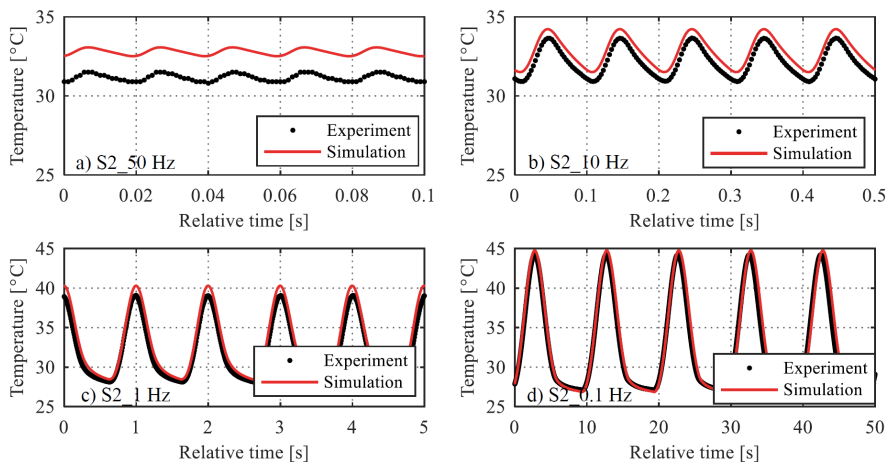 35
30
25
Temperature [°C]
Experiment
Simulation
a) S2_50 Hz
0 0.02 0.04 0.06 0.08 0.1
Relative time [s]
35
30
25
Temperature [°C]
Experiment
Simulation
b) S2_10 Hz
0 0.1 0.2 0.3 0.4 0.5
Relative time [s]
45
40
35
30
25
Temperature [°C]
Experiment
Simulation
c) S2_1 Hz
0 1 2 3 4 5
Relative time [s]
45
40
35
30
25
Temperature [°C]
Experiment
Simulation
d) S2_0.1 Hz
0 10 20 30 40 50
Relative time [s]